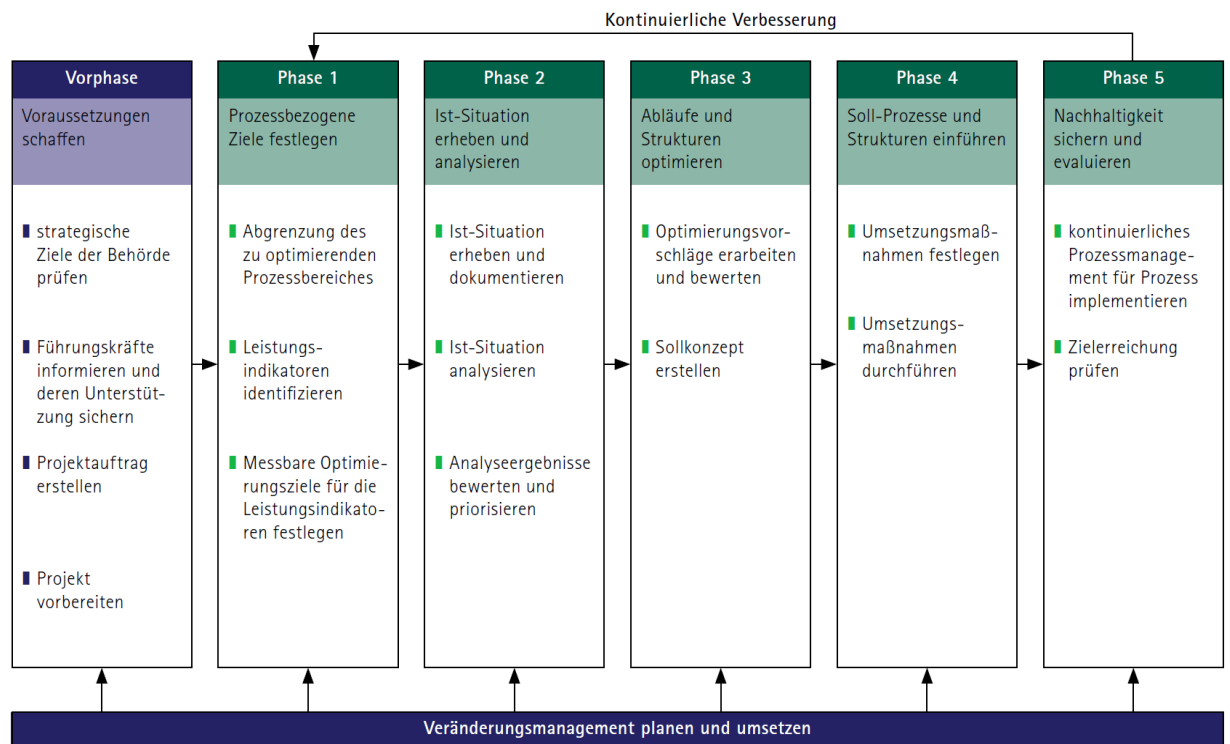 Kontinuierliche Verbesserung
Vorphase
Voraussetzungen
schaffen
strategische
Ziele der Behörde
prüfen
Führungskräfte
informieren und
deren Unterstüt-
zung sichern
Projektauftrag
erstellen
Projekt
vorbereiten
Phase 1
Prozessbezogene
Ziele festlegen
Abgrenzung des
zu optimierenden
Prozessbereiches
Leistungs-
indikatoren
identifizieren
Messbare Optimie-
rungsziele für die
Leistungsindikato-
ren festlegen
Phase 2
Ist-Situation
erheben und
analysieren
Ist-Situation
erheben und
dokumentieren
Ist-Situation
analysieren
Analyseergebnisse
bewerten und
priorisieren
Phase 3
Abläufe und
Strukturen
optimieren
Optimierungsvor-
schläge erarbeiten
und bewerten
Sollkonzept
erstellen
Phase 4
Soll-Prozesse und
Strukturen einführen
Umsetzungsmaß-
nahmen festlegen
Umsetzungs-
maßnahmen
durchführen
Phase 5
Nachhaltigkeit
sichern und
evaluieren
kontinuierliches
Prozessmanage-
ment für Prozess
implementieren
Zielerreichung
prüfen
Veränderungsmanagement planen und umsetzen